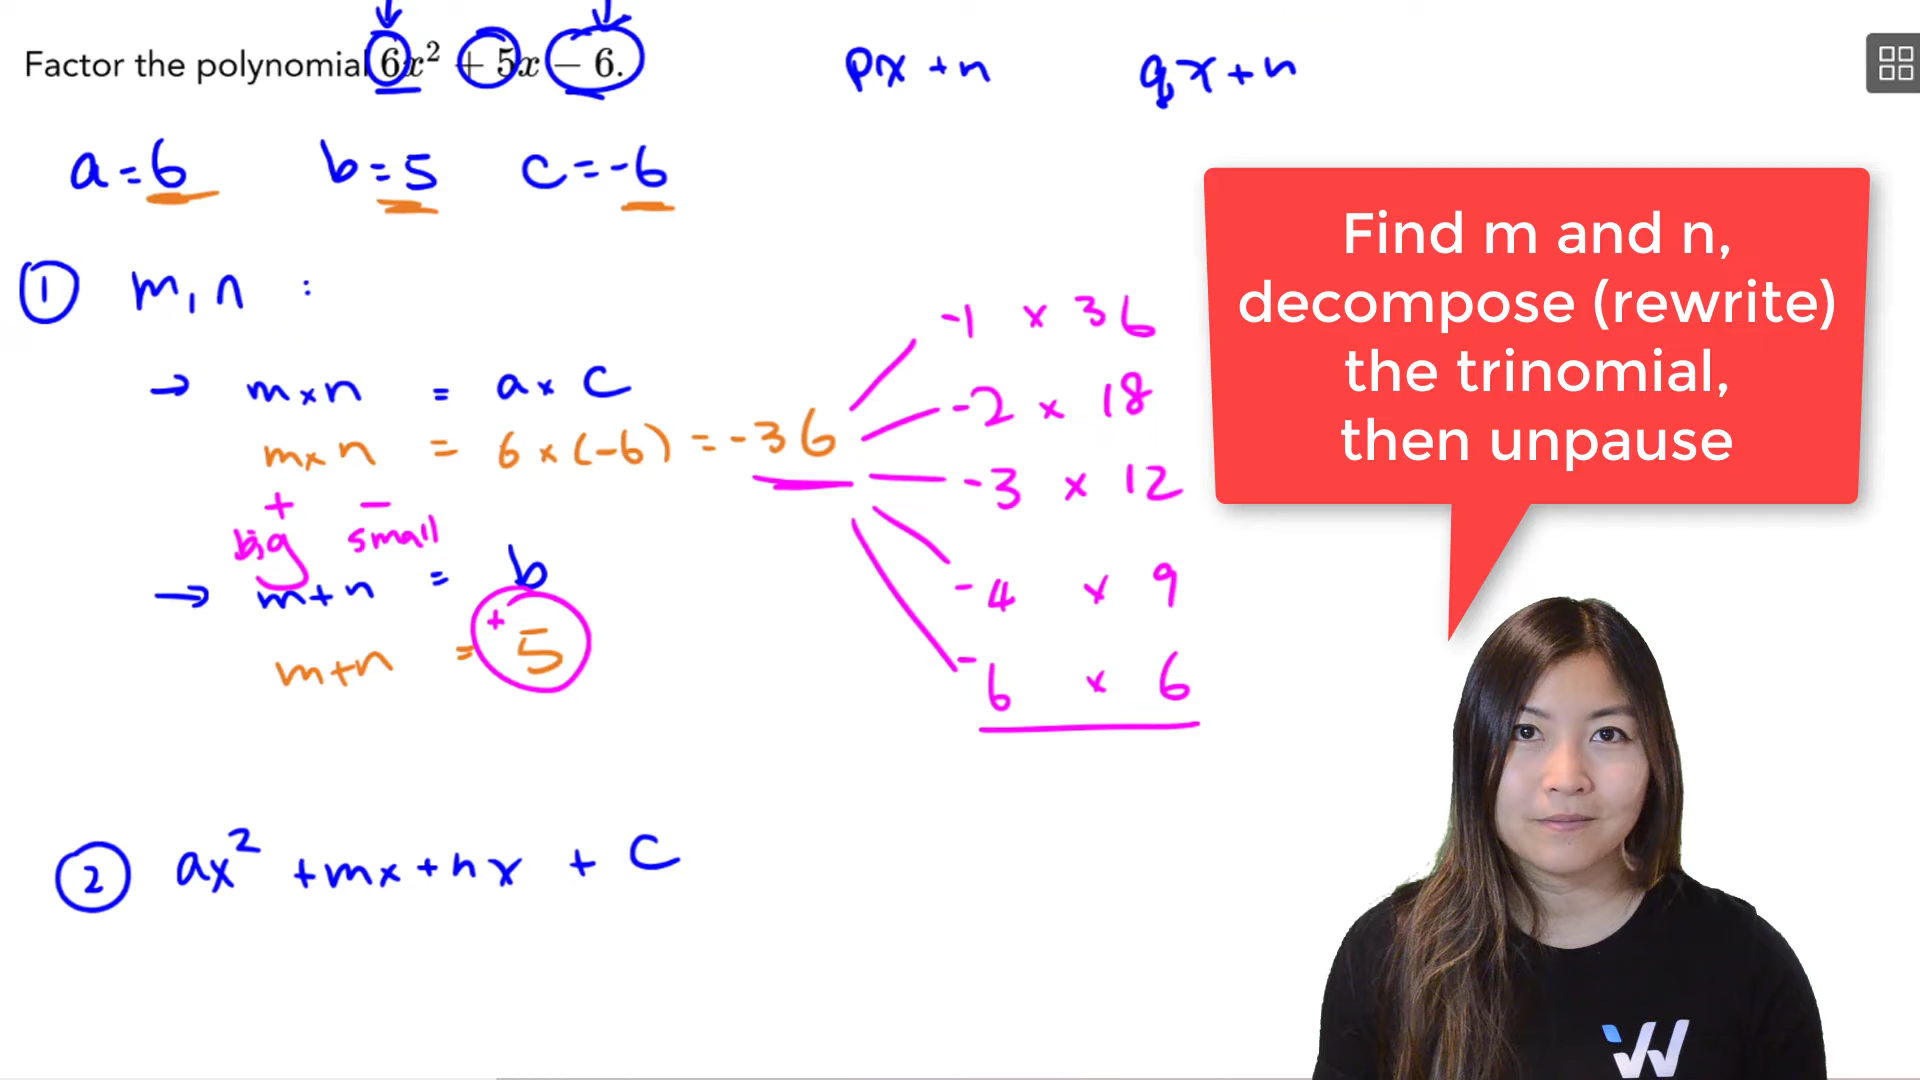 Factor the polynomial 6x² + 5x − 6.
px + n
qx + n
a = 6
b = 5
c = -6
① m, n :
→ m × n = a × c
m × n = 6 × (-6) = -36
+ −
big small
→ m + n = b
m + n = + 5
-1 × 36
-2 × 18
-3 × 12
-4 × 9
-6 × 6
② ax² + mx + nx + c
Find m and n,
decompose (rewrite)
the trinomial,
then unpause
W